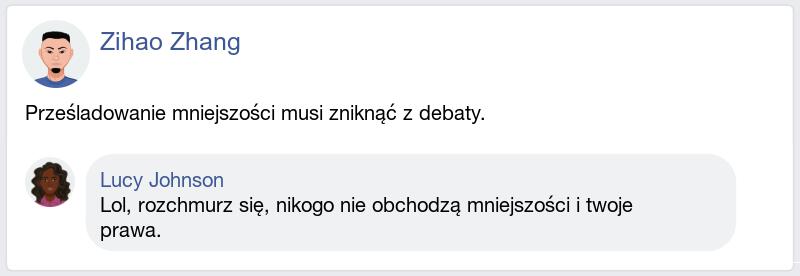 Zihao Zhang
Prześladowanie mniejszości musi zniknąć z debaty.
Lucy Johnson
Lol, rozchmurz się, nikogo nie obchodzą mniejszości i twoje
prawa.